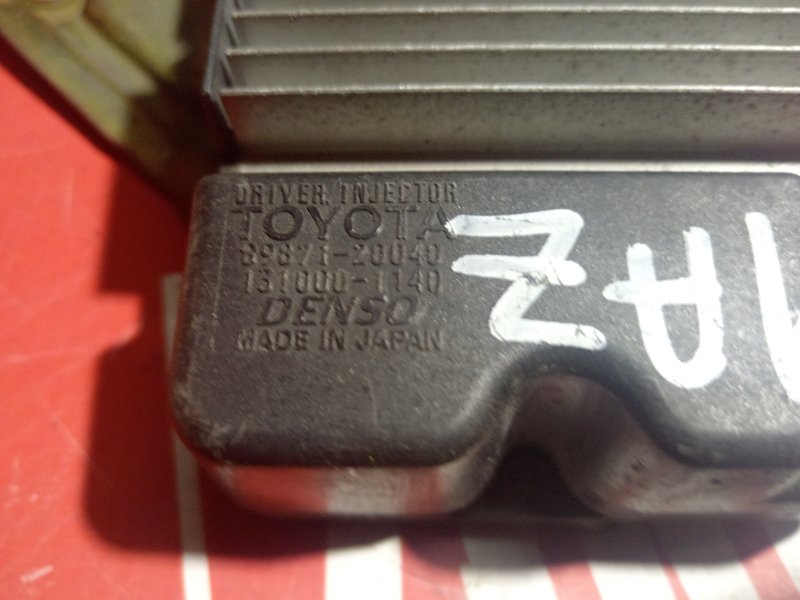 DRIVER, INJECTOR
TOYOTA
89871-20040
131000-1140
DENSO
MADE IN JAPAN
1AZ